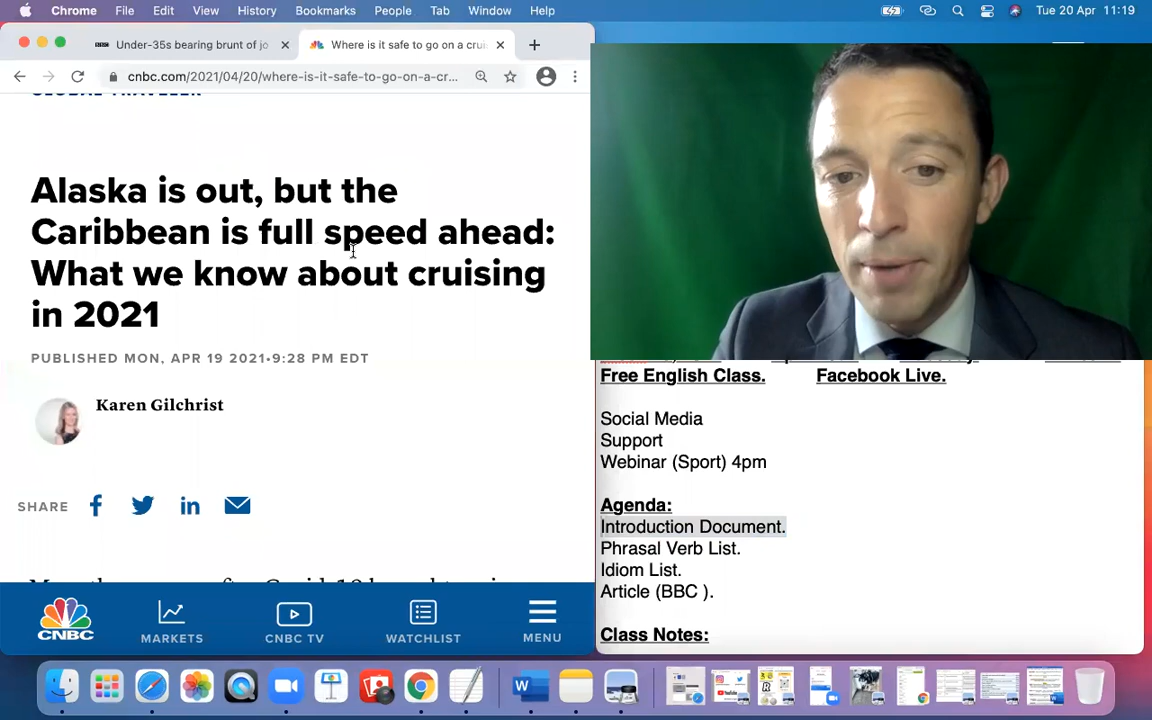 Chrome File Edit View History Bookmarks People Tab Window Help Tue 20 Apr 11:19
Under-35s bearing brunt of jo
Where is it safe to go on a crui
cnbc.com/2021/04/20/where-is-it-safe-to-go-on-a-cr...
GLOBAL TRAVELER
Alaska is out, but the
Caribbean is full speed ahead:
What we know about cruising
in 2021
PUBLISHED MON, APR 19 2021•9:28 PM EDT
Karen Gilchrist
SHARE
CNBC
MARKETS
CNBC TV
WATCHLIST
MENU
Free English Class. Facebook Live.
Social Media
Support
Webinar (Sport) 4pm
Agenda:
Introduction Document.
Phrasal Verb List.
Idiom List.
Article (BBC ).
Class Notes: